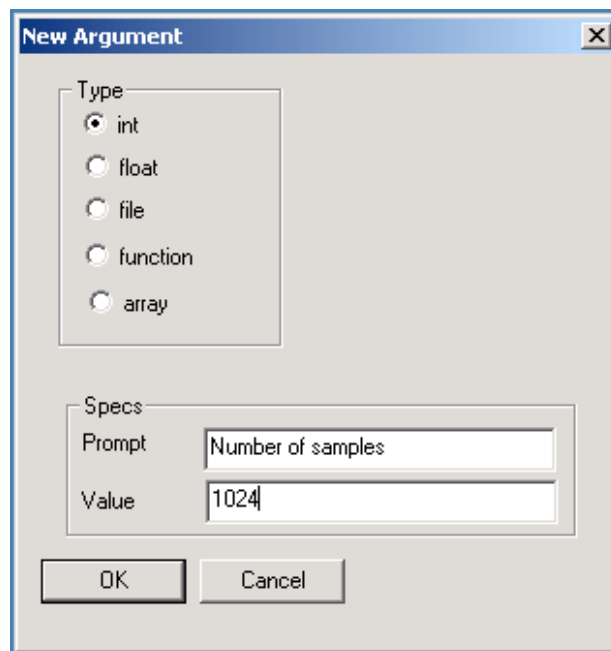 New Argument
Type
int
float
file
function
array
Specs
Prompt Number of samples
Value 1024
OK Cancel